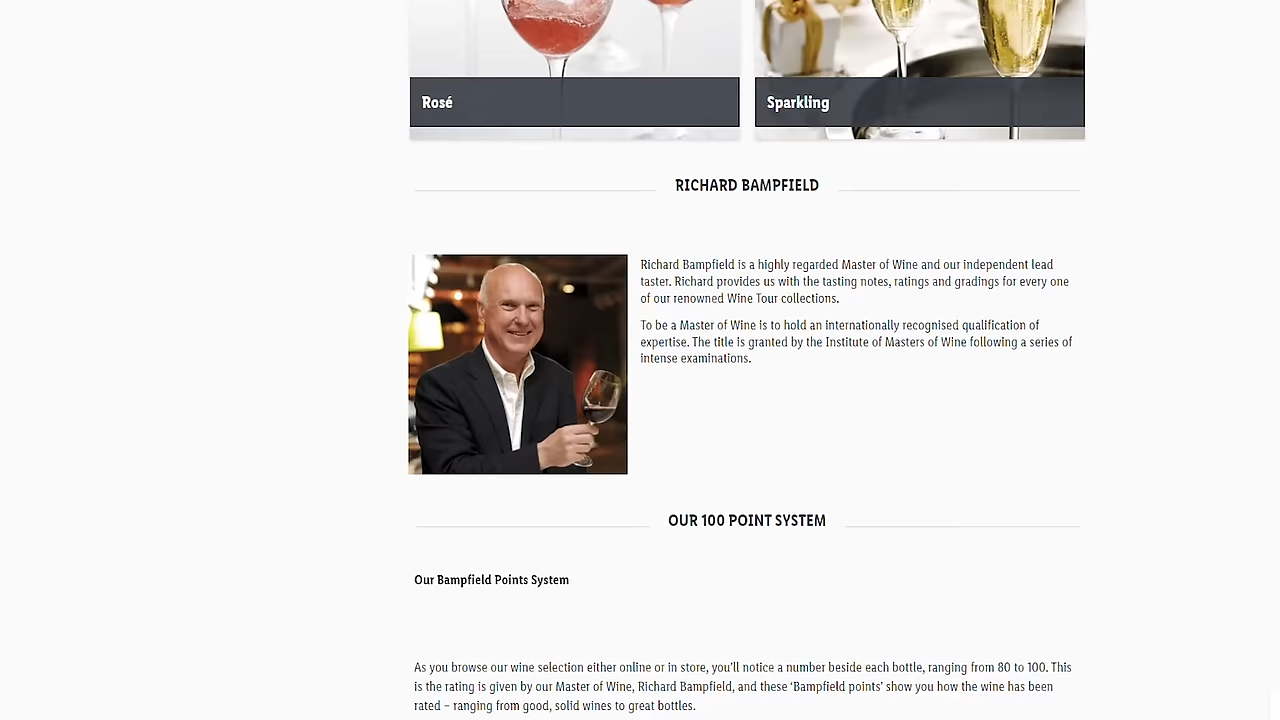 Rosé
Sparkling
RICHARD BAMPFIELD
Richard Bampfield is a highly regarded Master of Wine and our independent lead
taster. Richard provides us with the tasting notes, ratings and gradings for every one
of our renowned Wine Tour collections.
To be a Master of Wine is to hold an internationally recognised qualification of
expertise. The title is granted by the Institute of Masters of Wine following a series of
intense examinations.
OUR 100 POINT SYSTEM
Our Bampfield Points System
As you browse our wine selection either online or in store, you'll notice a number beside each bottle, ranging from 80 to 100. This
is the rating is given by our Master of Wine, Richard Bampfield, and these ‘Bampfield points’ show you how the wine has been
rated – ranging from good, solid wines to great bottles.